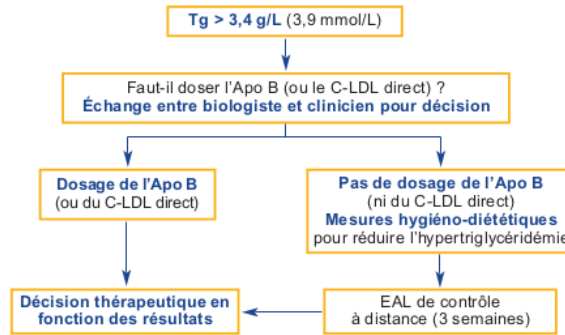 Tg > 3,4 g/L (3,9 mmol/L)
Faut-il doser l'Apo B (ou le C-LDL direct) ?
Échange entre biologiste et clinicien pour décision
Dosage de l'Apo B
(ou du C-LDL direct)
Pas de dosage de l'Apo B
(ni du C-LDL direct)
Mesures hygiéno-diététiques
pour réduire l'hypertriglycéridémie
Décision thérapeutique en
fonction des résultats
EAL de contrôle
à distance (3 semaines)